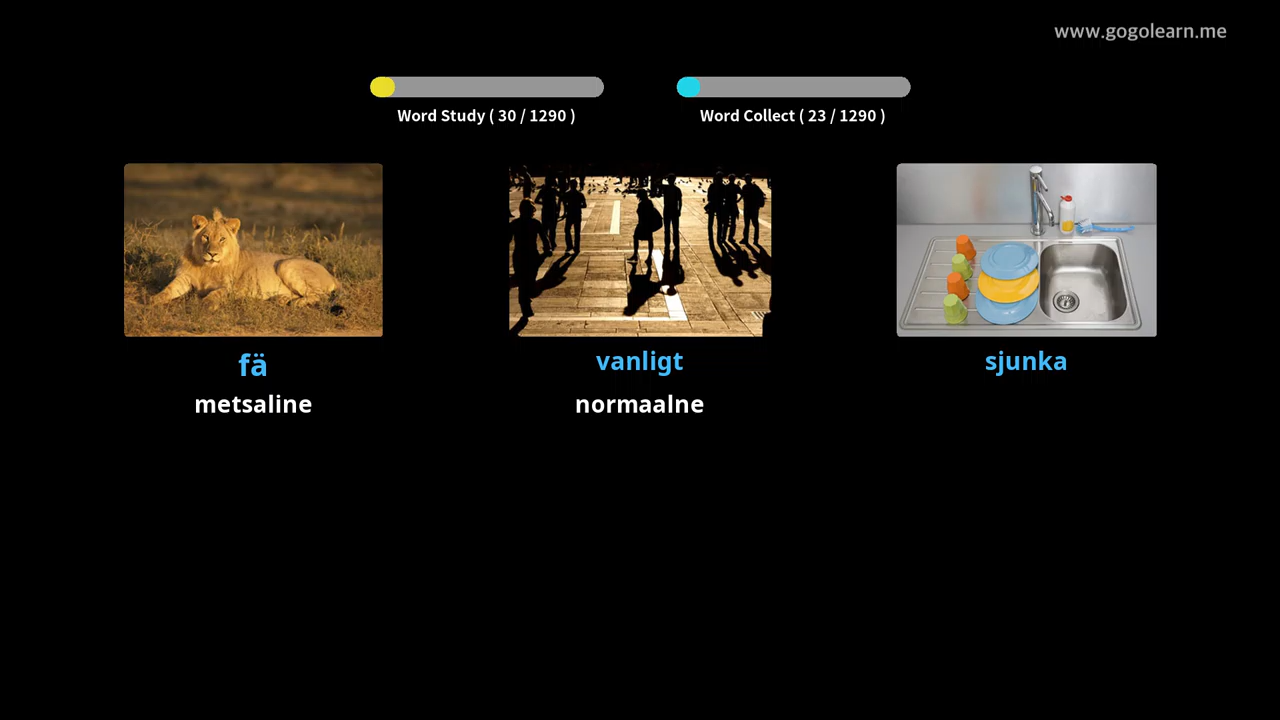 www.gogolearn.me
Word Study ( 30 / 1290 )
Word Collect ( 23 / 1290 )
fä
vanligt
sjunka
metsaline
normaalne